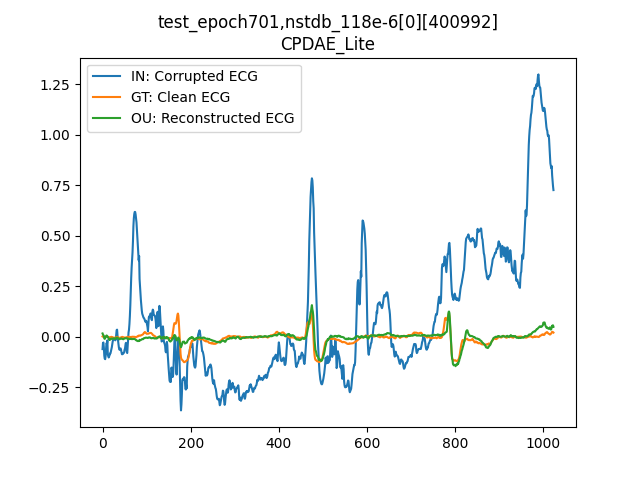 test_epoch701,nstdb_118e-6[0][400992]
CPDAE_Lite
IN: Corrupted ECG
GT: Clean ECG
OU: Reconstructed ECG
1.25
1.00
0.75
0.50
0.25
0.00
−0.25
0 200 400 600 800 1000